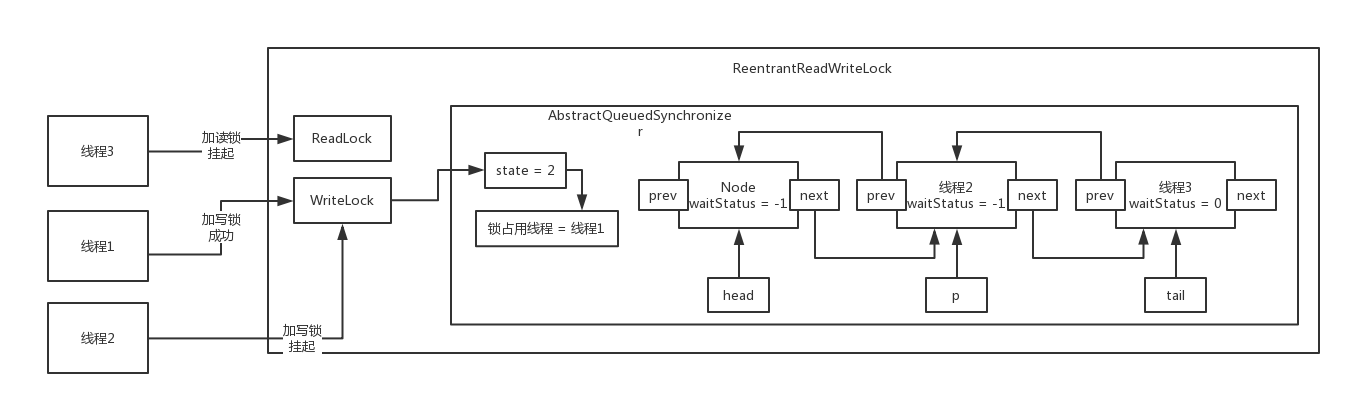 ReentrantReadWriteLock
AbstractQueuedSynchronize
r
线程3
加读锁
挂起
ReadLock
线程1
加写锁
成功
WriteLock
线程2
加写锁
挂起
state = 2
锁占用线程 = 线程1
prev
Node
waitStatus = -1
next
prev
线程2
waitStatus = -1
next
prev
线程3
waitStatus = 0
next
head
p
tail